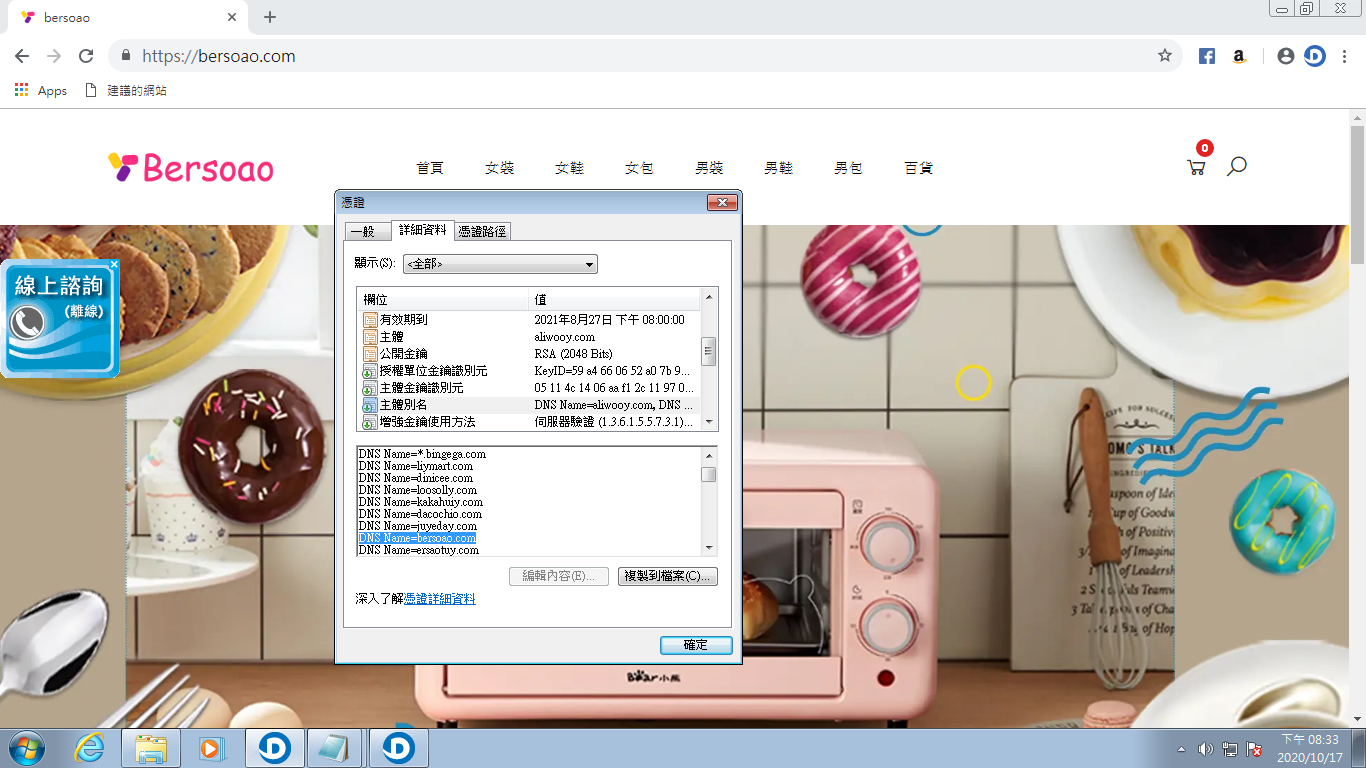 bersoao
https://bersoao.com
Apps
建議的網站
Bersoao
首頁
女裝
女鞋
女包
男裝
男鞋
男包
百貨
0
憑證
一般
詳細資料
憑證路徑
顯示(S):
<全部>
欄位 值
有效期到 2021年8月27日 下午 08:00:00
主體 aliwooy.com
公開金鑰 RSA (2048 Bits)
授權單位金鑰識別元 KeyID=59 a4 66 06 52 a0 7b 9...
主體金鑰識別元 05 11 4c 14 06 aa f1 2c 11 97 0...
主體別名 DNS Name=aliwooy.com, DNS ...
增強金鑰使用方法 伺服器驗證 (1.3.6.1.5.5.7.3.1)...
DNS Name=*.bingega.com
DNS Name=liymart.com
DNS Name=dinicee.com
DNS Name=loosolly.com
DNS Name=kakahuiy.com
DNS Name=dacochio.com
DNS Name=juyeday.com
DNS Name=bersoao.com
DNS Name=ersaotuy.com
編輯內容(E)...
複製到檔案(C)...
深入了解憑證詳細資料
確定
線上諮詢
(離線)
Bear小熊
下午 08:33
2020/10/17